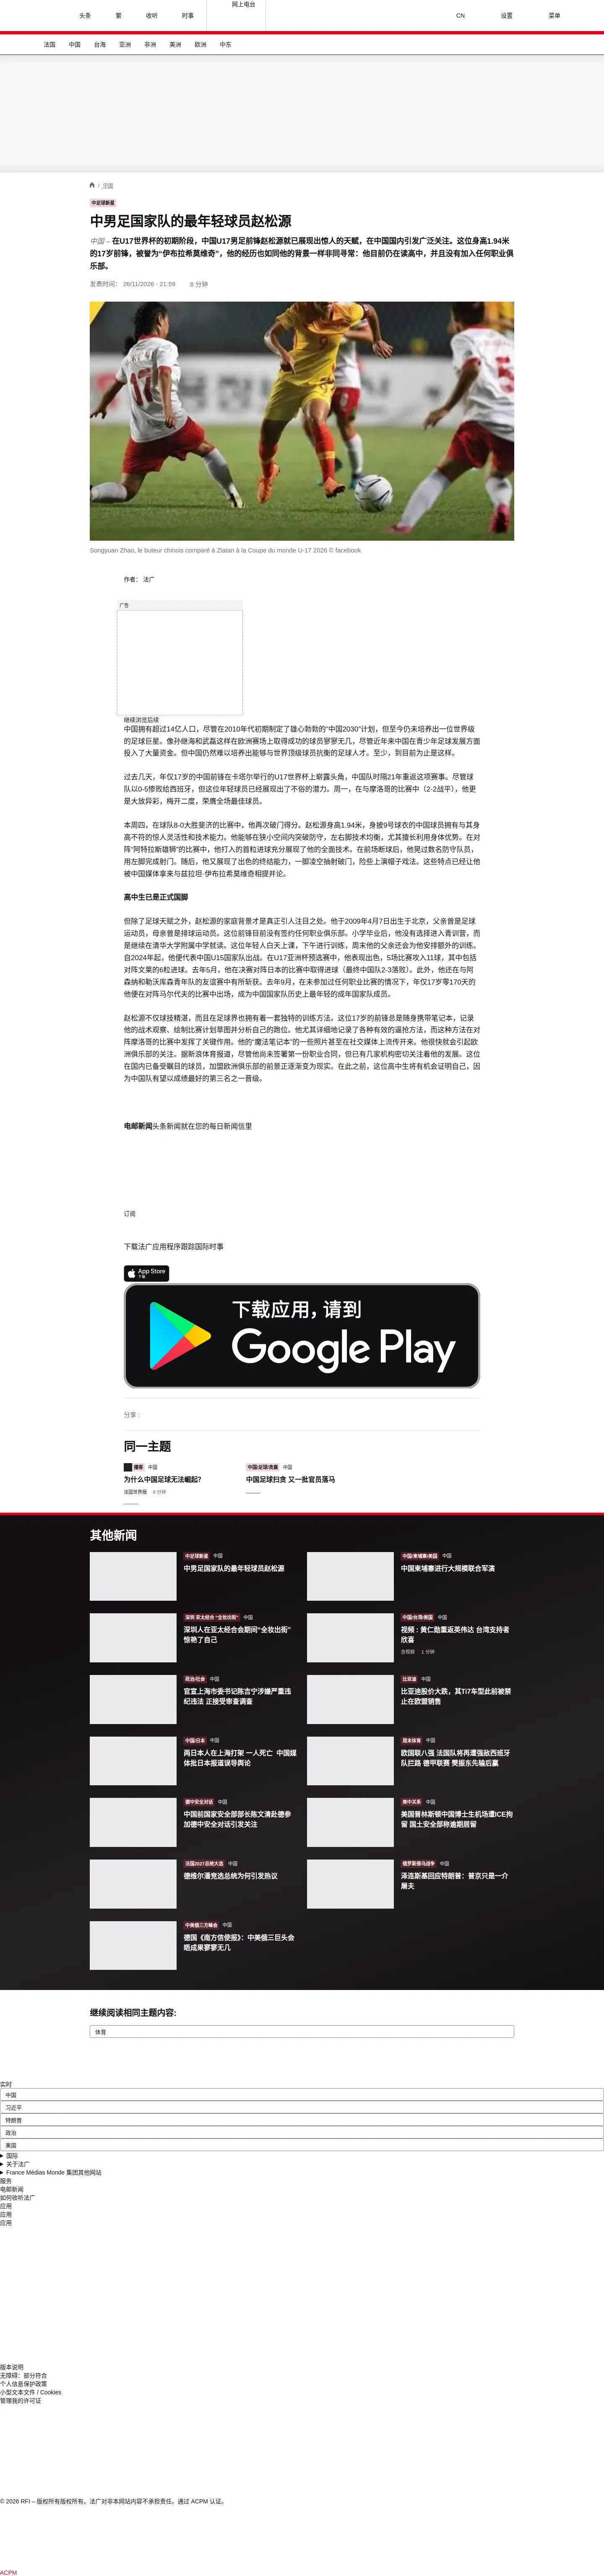 头条
繁
收听
时事
网上电台
CN
设置
菜单
法国
中国
台海
亚洲
非洲
美洲
欧洲
中东
/ 中国
中足球新星
中男足国家队的最年轻球员赵松源
中国 – 在U17世界杯的初期阶段，中国U17男足前锋赵松源就已展现出惊人的天赋，在中国国内引发广泛关注。这位身高1.94米
的17岁前锋，被誉为“伊布拉希莫维奇”，他的经历也如同他的背景一样非同寻常：他目前仍在读高中，并且没有加入任何职业俱
乐部。
发表时间： 26/11/2026 - 21:59
8 分钟
Songyuan Zhao, le buteur chinois comparé à Zlatan à la Coupe du monde U-17 2026 © facebook
作者： 法广
广告
继续浏览后续
中国拥有超过14亿人口，尽管在2010年代初期制定了雄心勃勃的“中国2030”计划，但至今仍未培养出一位世界级
的足球巨星。像孙继海和武磊这样在欧洲赛场上取得成功的球员寥寥无几，尽管近年来中国在青少年足球发展方面
投入了大量资金。但中国仍然难以培养出能够与世界顶级球员抗衡的足球人才。至少，到目前为止是这样。
过去几天，年仅17岁的中国前锋在卡塔尔举行的U17世界杯上崭露头角，中国队时隔21年重返这项赛事。尽管球
队以0-5惨败给西班牙，但这位年轻球员已经展现出了不俗的潜力。周一，在与摩洛哥的比赛中（2-2战平），他更
是大放异彩，梅开二度，荣膺全场最佳球员。
本周四，在球队8-0大胜斐济的比赛中，他再次破门得分。赵松源身高1.94米，身披9号球衣的中国球员拥有与其身
高不符的惊人灵活性和技术能力。他能够在狭小空间内突破防守，左右脚技术均衡，尤其擅长利用身体优势。在对
阵“阿特拉斯雄狮”的比赛中，他打入的首粒进球充分展现了他的全面技术。在前场断球后，他晃过数名防守队员，
用左脚完成射门。随后，他又展现了出色的终结能力，一脚凌空抽射破门，险些上演帽子戏法。这些特点已经让他
被中国媒体拿来与兹拉坦·伊布拉希莫维奇相提并论。
高中生已是正式国脚
但除了足球天赋之外，赵松源的家庭背景才是真正引人注目之处。他于2009年4月7日出生于北京，父亲曾是足球
运动员，母亲曾是排球运动员。这位前锋目前没有签约任何职业俱乐部。小学毕业后，他没有选择进入青训营，而
是继续在清华大学附属中学就读。这位年轻人白天上课，下午进行训练，周末他的父亲还会为他安排额外的训练。
自2024年起，他便代表中国U15国家队出战。在U17亚洲杯预选赛中，他表现出色，5场比赛攻入11球，其中包括
对阵文莱的6粒进球。去年5月，他在决赛对阵日本的比赛中取得进球（最终中国队2-3落败）。此外，他还在与阿
森纳和勒沃库森青年队的友谊赛中有所斩获。去年9月，在未参加过任何职业比赛的情况下，年仅17岁零170天的
他便在对阵马尔代夫的比赛中出场，成为中国国家队历史上最年轻的成年国家队成员。
赵松源不仅球技精湛，而且在足球界也拥有着一套独特的训练方法。这位17岁的前锋总是随身携带笔记本，记录
他的战术观察、绘制比赛计划草图并分析自己的跑位。他尤其详细地记录了各种有效的逼抢方法，而这种方法在对
阵摩洛哥的比赛中发挥了关键作用。他的“魔法笔记本”的一些照片甚至在社交媒体上流传开来。他很快就会引起欧
洲俱乐部的关注。据新浪体育报道，尽管他尚未签署第一份职业合同，但已有几家机构密切关注着他的发展。这位
在国内已备受瞩目的球员，加盟欧洲俱乐部的前景正逐渐变为现实。在此之前，这位高中生将有机会证明自己，因
为中国队有望以成绩最好的第三名之一晋级。
电邮新闻头条新闻就在您的每日新闻信里
订阅
下载法广应用程序跟踪国际时事
App Store
下载
下载应用，请到
Google Play
分享 :
同一主题
播客
中国
为什么中国足球无法崛起？
法国世界报
6 分钟
中国/足球/贪腐
中国
中国足球扫贪 又一批官员落马
其他新闻
中足球新星
中国
中男足国家队的最年轻球员赵松源
中国/柬埔寨/美国
中国
中国柬埔寨进行大规模联合军演
深圳 亚太经合 “全妆出街”
中国
深圳人在亚太经合会期间“全妆出街”
惊艳了自己
中国/台湾/美国
中国
视频：黄仁勋重返英伟达 台湾支持者
欣喜
含视频
1 分钟
政治/社会
中国
官宣上海市委书记陈吉宁涉嫌严重违
纪违法 正接受审查调查
比亚迪
中国
比亚迪股价大跌，其Ti7车型此前被禁
止在欧盟销售
中国/日本
中国
两日本人在上海打架 一人死亡 中国媒
体批日本报道误导舆论
周末体育
中国
欧国联八强 法国队将再遭强敌西班牙
队拦路 德甲联赛 樊振东先输后赢
德中安全对话
中国
中国前国家安全部部长陈文清赴德参
加德中安全对话引发关注
美中关系
中国
美国普林斯顿中国博士生机场遭ICE拘
留 国土安全部称逾期居留
法国2027总统大选
中国
德维尔潘竞选总统为何引发热议
俄罗斯侵乌战争
中国
泽连斯基回应特朗普：普京只是一介
屠夫
中美俄三方峰会
中国
德国《南方信使报》：中美俄三巨头会
晤成果寥寥无几
继续阅读相同主题内容:
体育
实时
中国
习近平
特朗普
政治
美国
国际
关于法广
France Médias Monde 集团其他网站
服务
电邮新闻
如何收听法广
应用
应用
应用
版本说明
无障碍：部分符合
个人信息保护政策
小型文本文件 / Cookies
管理我的许可证
© 2026 RFI – 版权所有版权所有。法广对非本网站内容不承担责任。通过 ACPM 认证。
ACPM